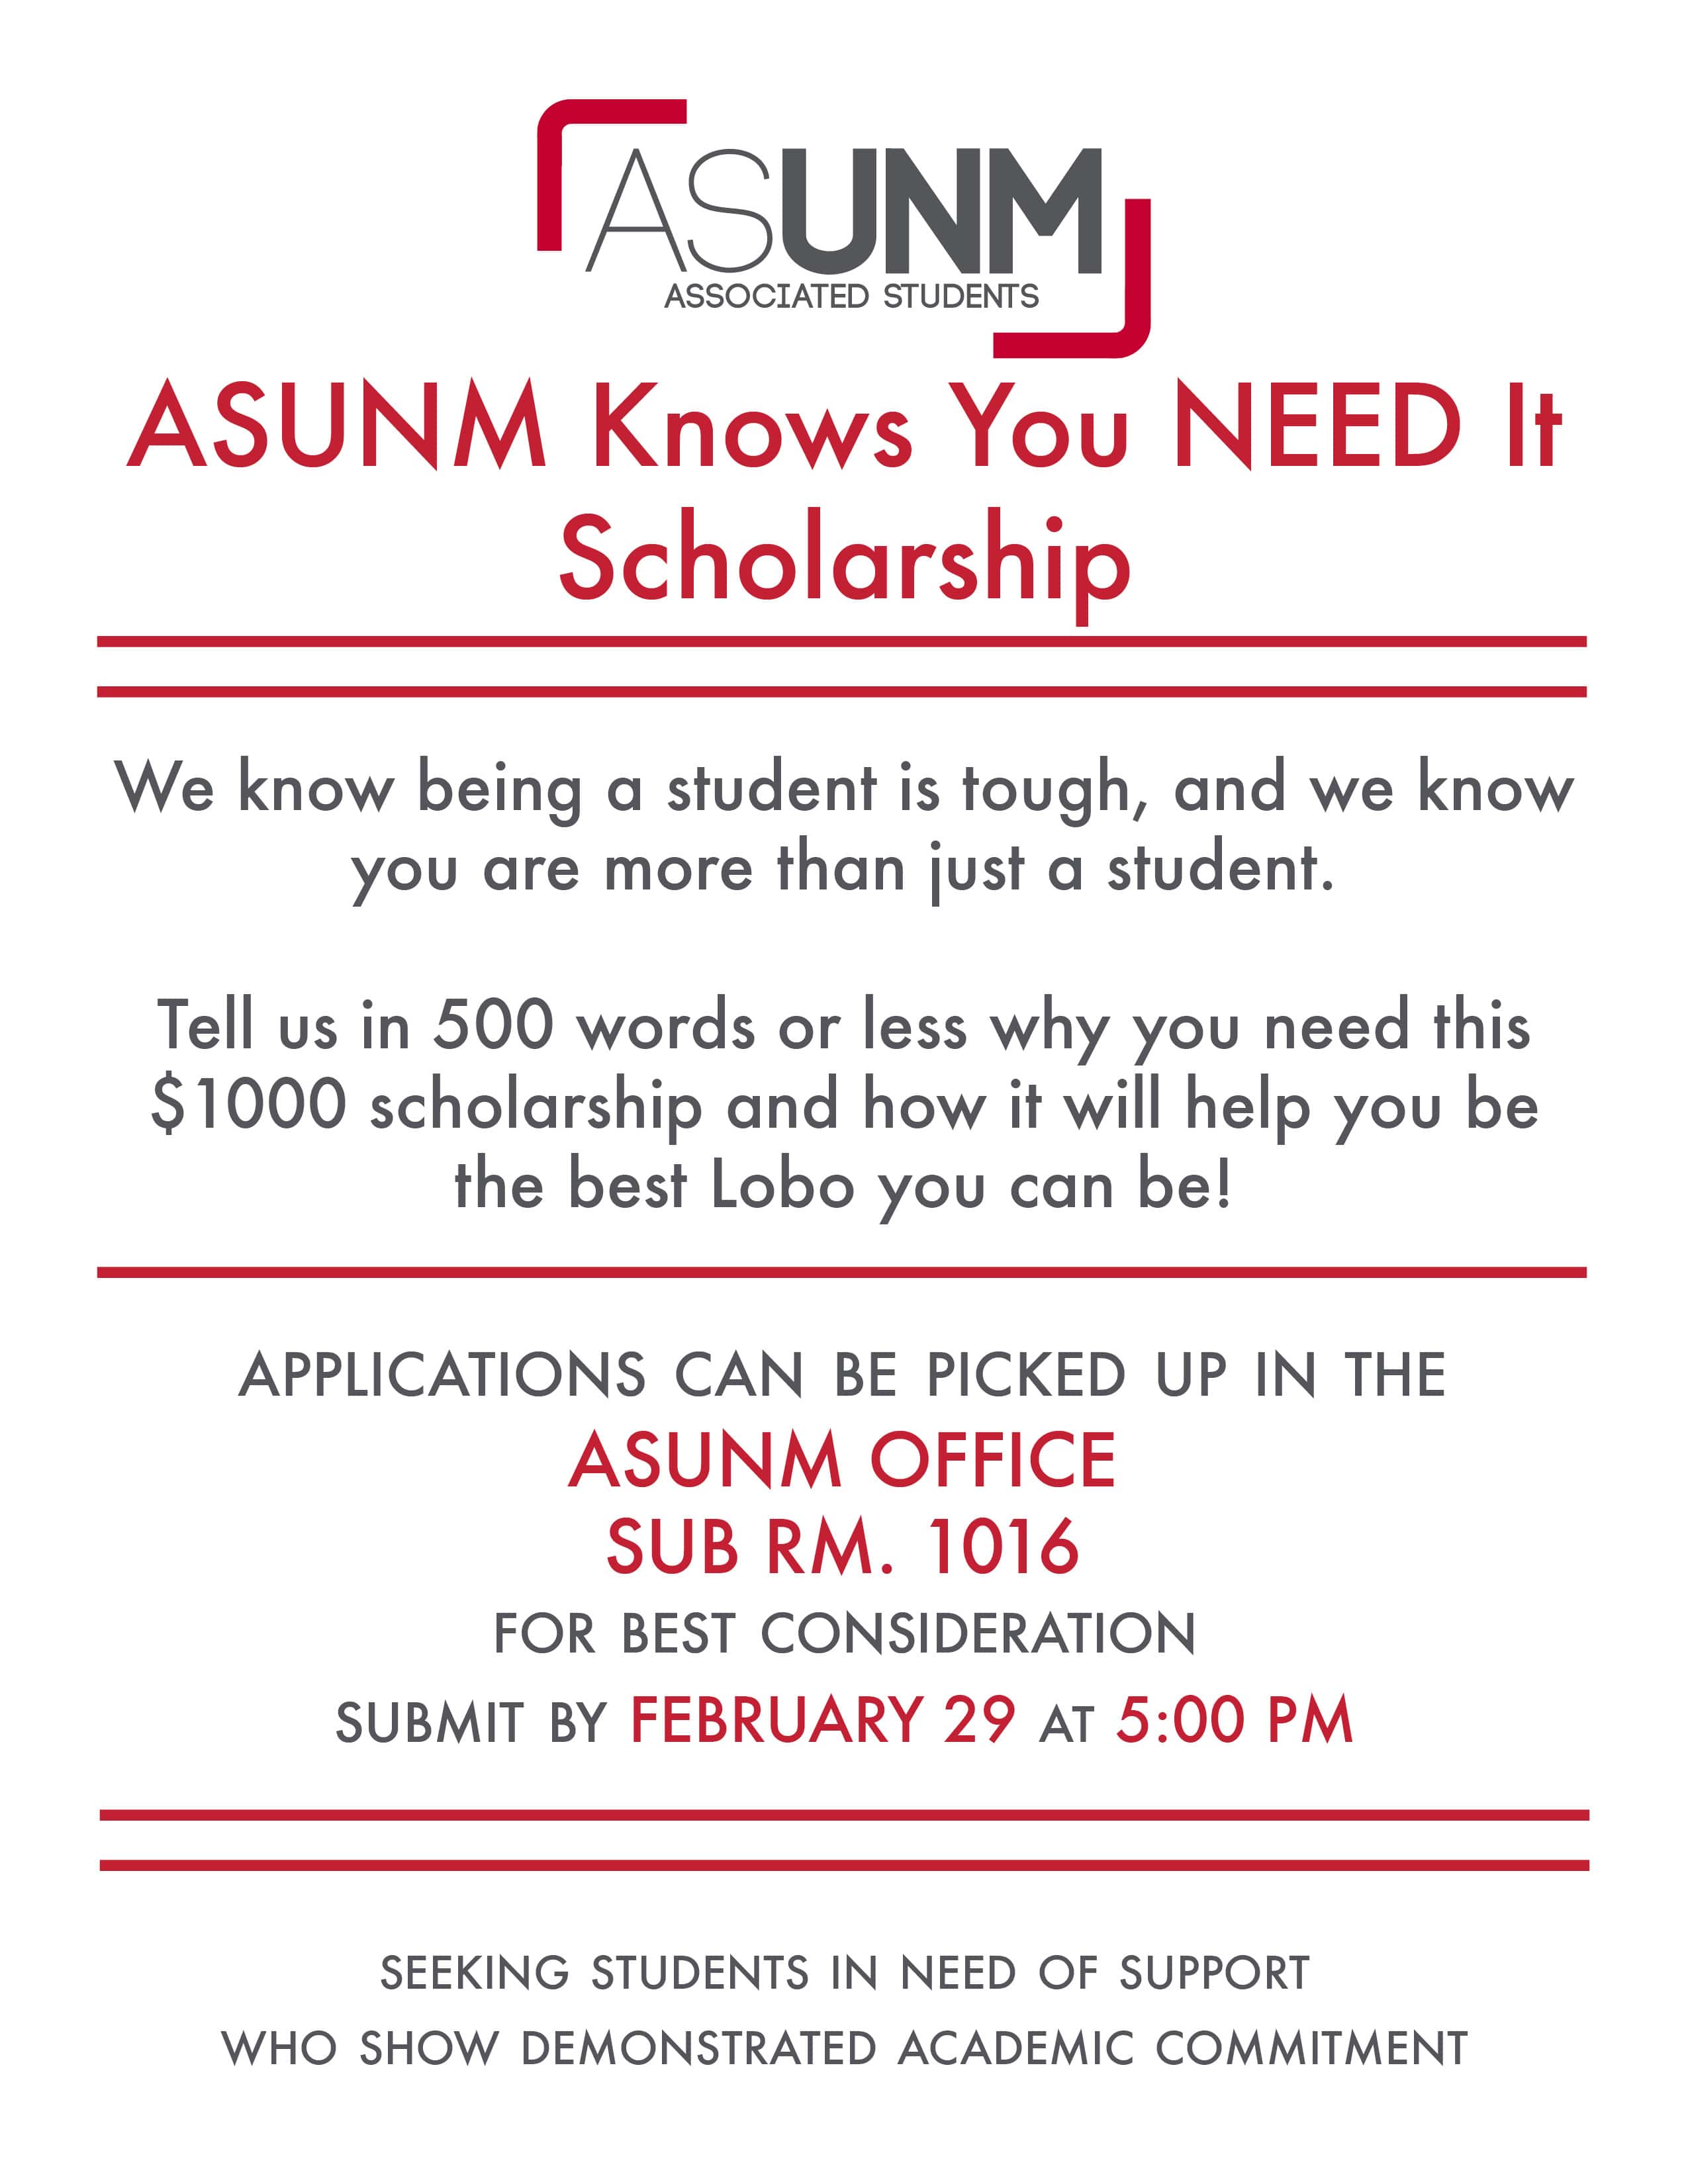 ASUNM
ASSOCIATED STUDENTS
ASUNM Knows You NEED It
Scholarship
We know being a student is tough, and we know
you are more than just a student.
Tell us in 500 words or less why you need this
$1000 scholarship and how it will help you be
the best Lobo you can be!
APPLICATIONS CAN BE PICKED UP IN THE
ASUNM OFFICE
SUB RM. 1016
FOR BEST CONSIDERATION
SUBMIT BY FEBRUARY 29 AT 5:00 PM
SEEKING STUDENTS IN NEED OF SUPPORT
WHO SHOW DEMONSTRATED ACADEMIC COMMITMENT